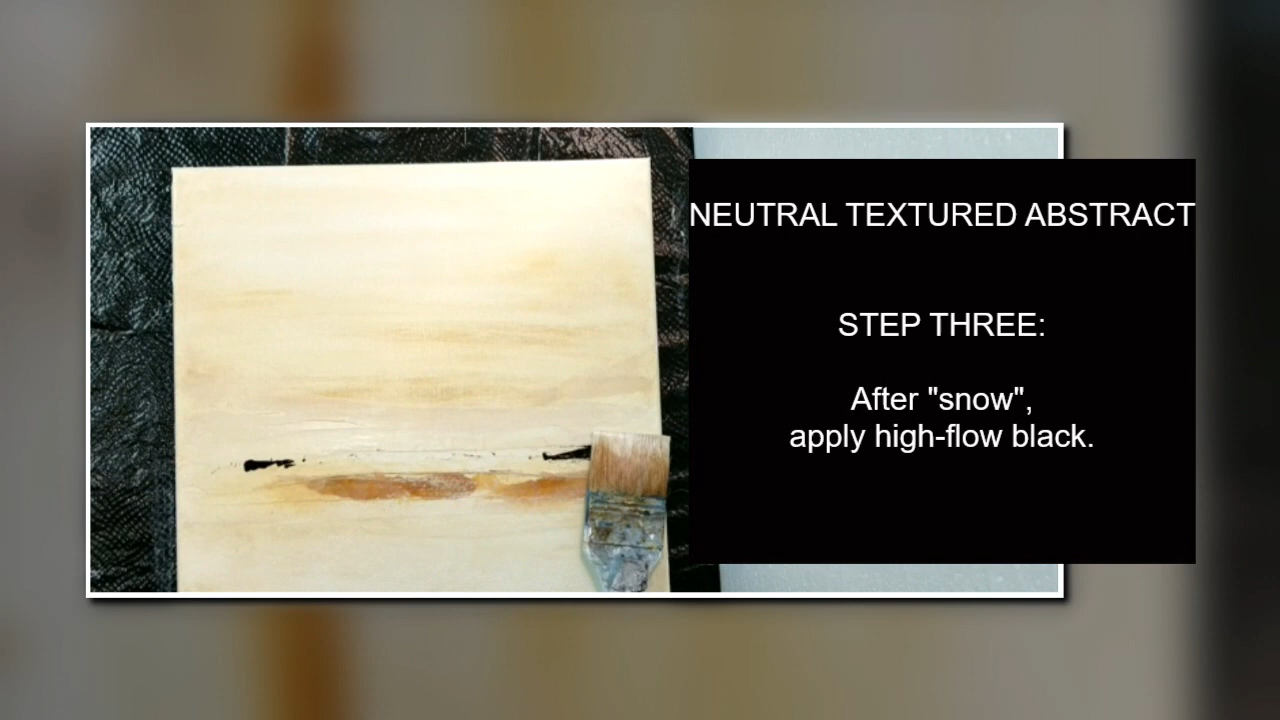 NEUTRAL TEXTURED ABSTRACT
STEP THREE:
After "snow",
apply high-flow black.